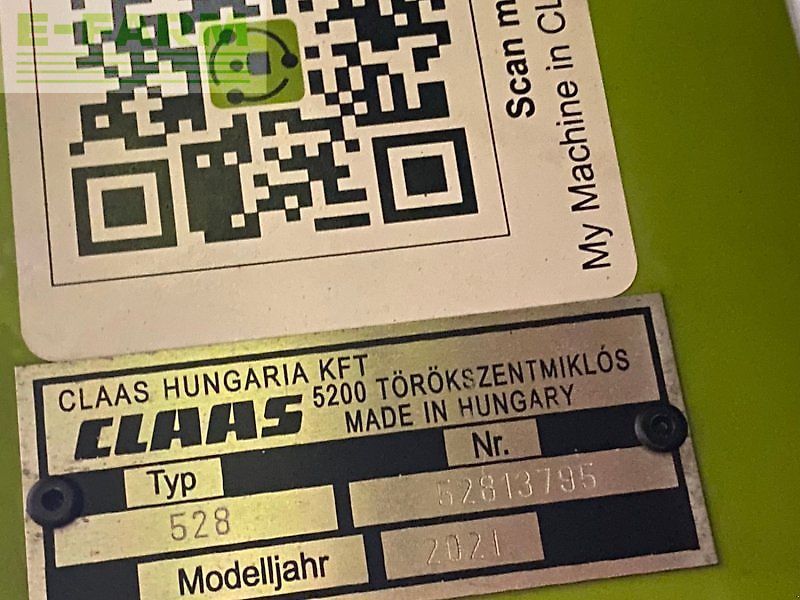 E-FARM
Scan m
My Machine in CL
CLAAS HUNGARIA KFT
5200 TÖRÖKSZENTMIKLÓS
CLAAS
MADE IN HUNGARY
Typ
Nr.
528
52813795
Modelljahr
2021